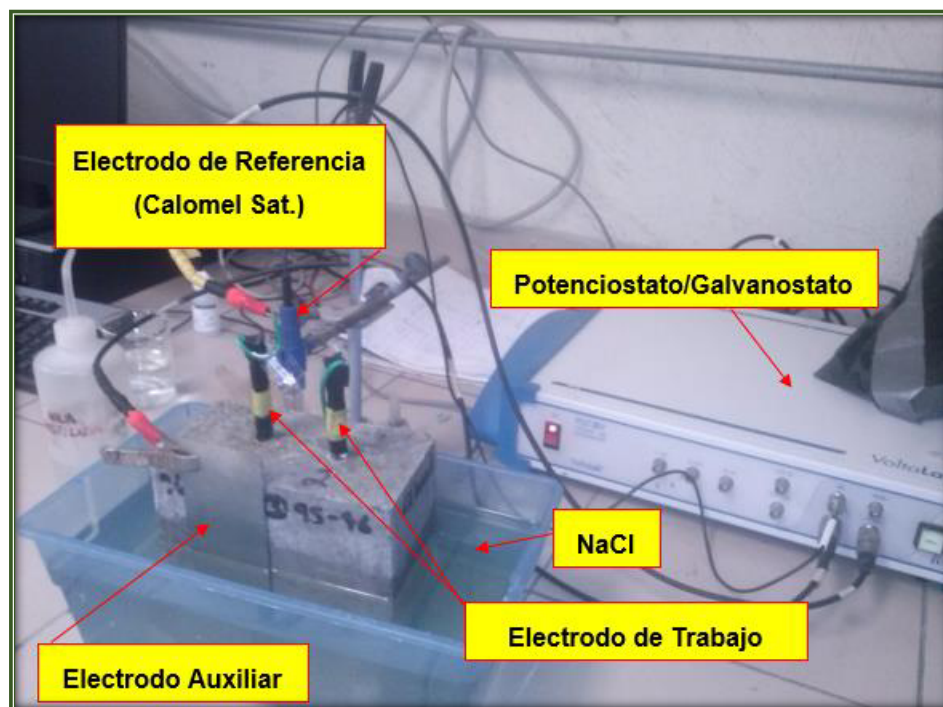 Electrodo de Referencia
(Calomel Sat.)
Potenciostato/Galvanostato
NaCl
Electrodo de Trabajo
Electrodo Auxiliar
95-96